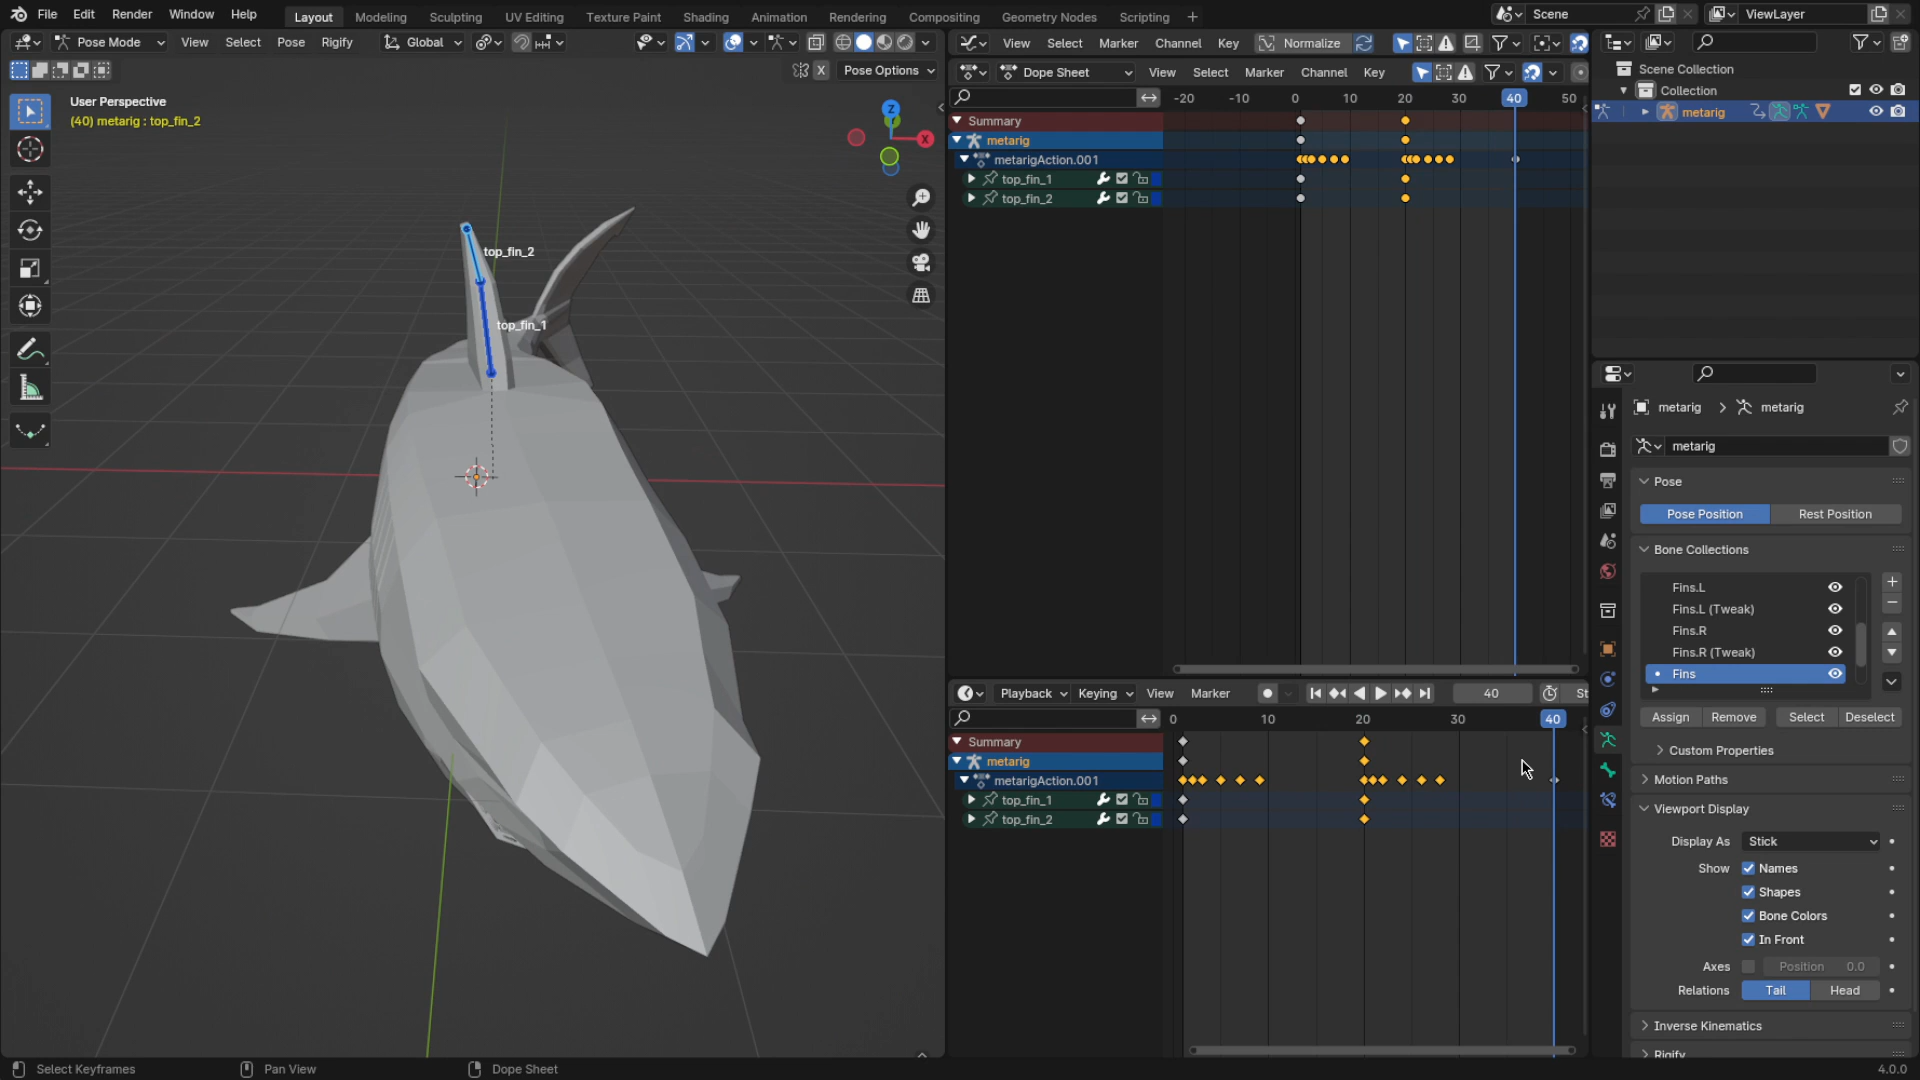 File Edit Render Window Help Layout Modeling Sculpting UV Editing Texture Paint Shading Animation Rendering Compositing Geometry Nodes Scripting + Scene ViewLayer
Pose Mode View Select Pose Rigify Global View Select Marker Channel Key Normalize
X Pose Options Dope Sheet View Select Marker Channel Key Scene Collection
Collection
metarig
User Perspective
(40) metarig : top_fin_2
Z
X
top_fin_2
top_fin_1
-20 -10 0 10 20 30 40 50
Summary
metarig
metarigAction.001
top_fin_1
top_fin_2
Playback Keying View Marker 40 St
0 10 20 30 40
Summary
metarig
metarigAction.001
top_fin_1
top_fin_2
metarig > metarig
metarig
Pose
Pose Position Rest Position
Bone Collections
Fins.L
Fins.L (Tweak)
Fins.R
Fins.R (Tweak)
Fins
Assign Remove Select Deselect
Custom Properties
Motion Paths
Viewport Display
Display As Stick
Show Names
Shapes
Bone Colors
In Front
Axes Position 0.0
Relations Tail Head
Inverse Kinematics
Rigify
Select Keyframes Pan View Dope Sheet 4.0.0